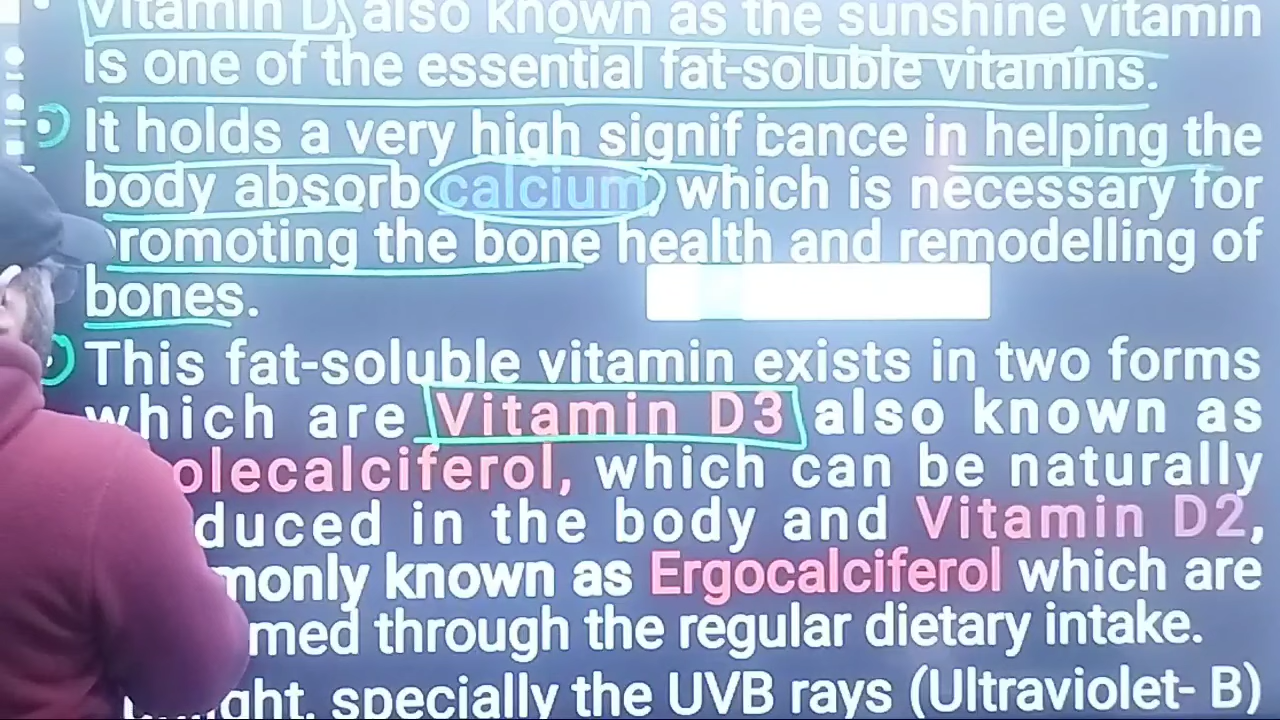 Vitamin D, also known as the sunshine vitamin
is one of the essential fat-soluble vitamins.
It holds a very high signif cance in helping the
body absorb calcium, which is necessary for
promoting the bone health and remodelling of
bones.
This fat-soluble vitamin exists in two forms
which are Vitamin D3 also known as
olecalciferol, which can be naturally
duced in the body and Vitamin D2,
monly known as Ergocalciferol which are
med through the regular dietary intake.
ght, specially the UVB rays (Ultraviolet- B)